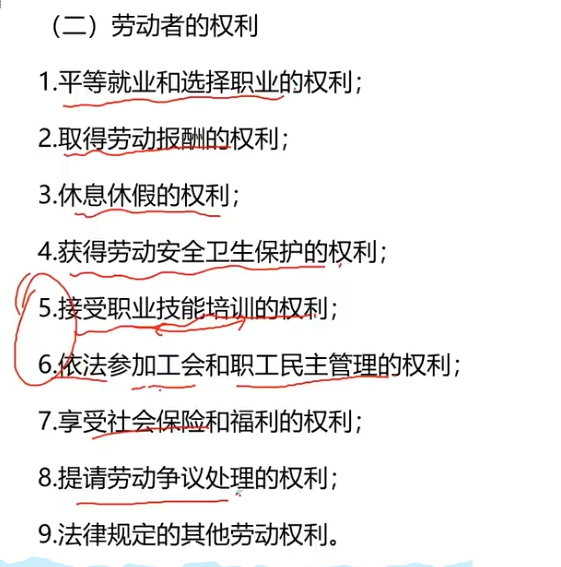 （二）劳动者的权利
1.平等就业和选择职业的权利；
2.取得劳动报酬的权利；
3.休息休假的权利；
4.获得劳动安全卫生保护的权利；
5.接受职业技能培训的权利；
6.依法参加工会和职工民主管理的权利；
7.享受社会保险和福利的权利；
8.提请劳动争议处理的权利；
9.法律规定的其他劳动权利。